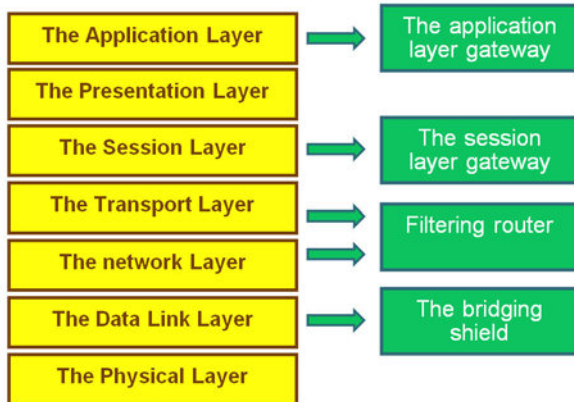 The Application Layer
The application
layer gateway
The Presentation Layer
The Session Layer
The session
layer gateway
The Transport Layer
Filtering router
The network Layer
The Data Link Layer
The bridging
shield
The Physical Layer